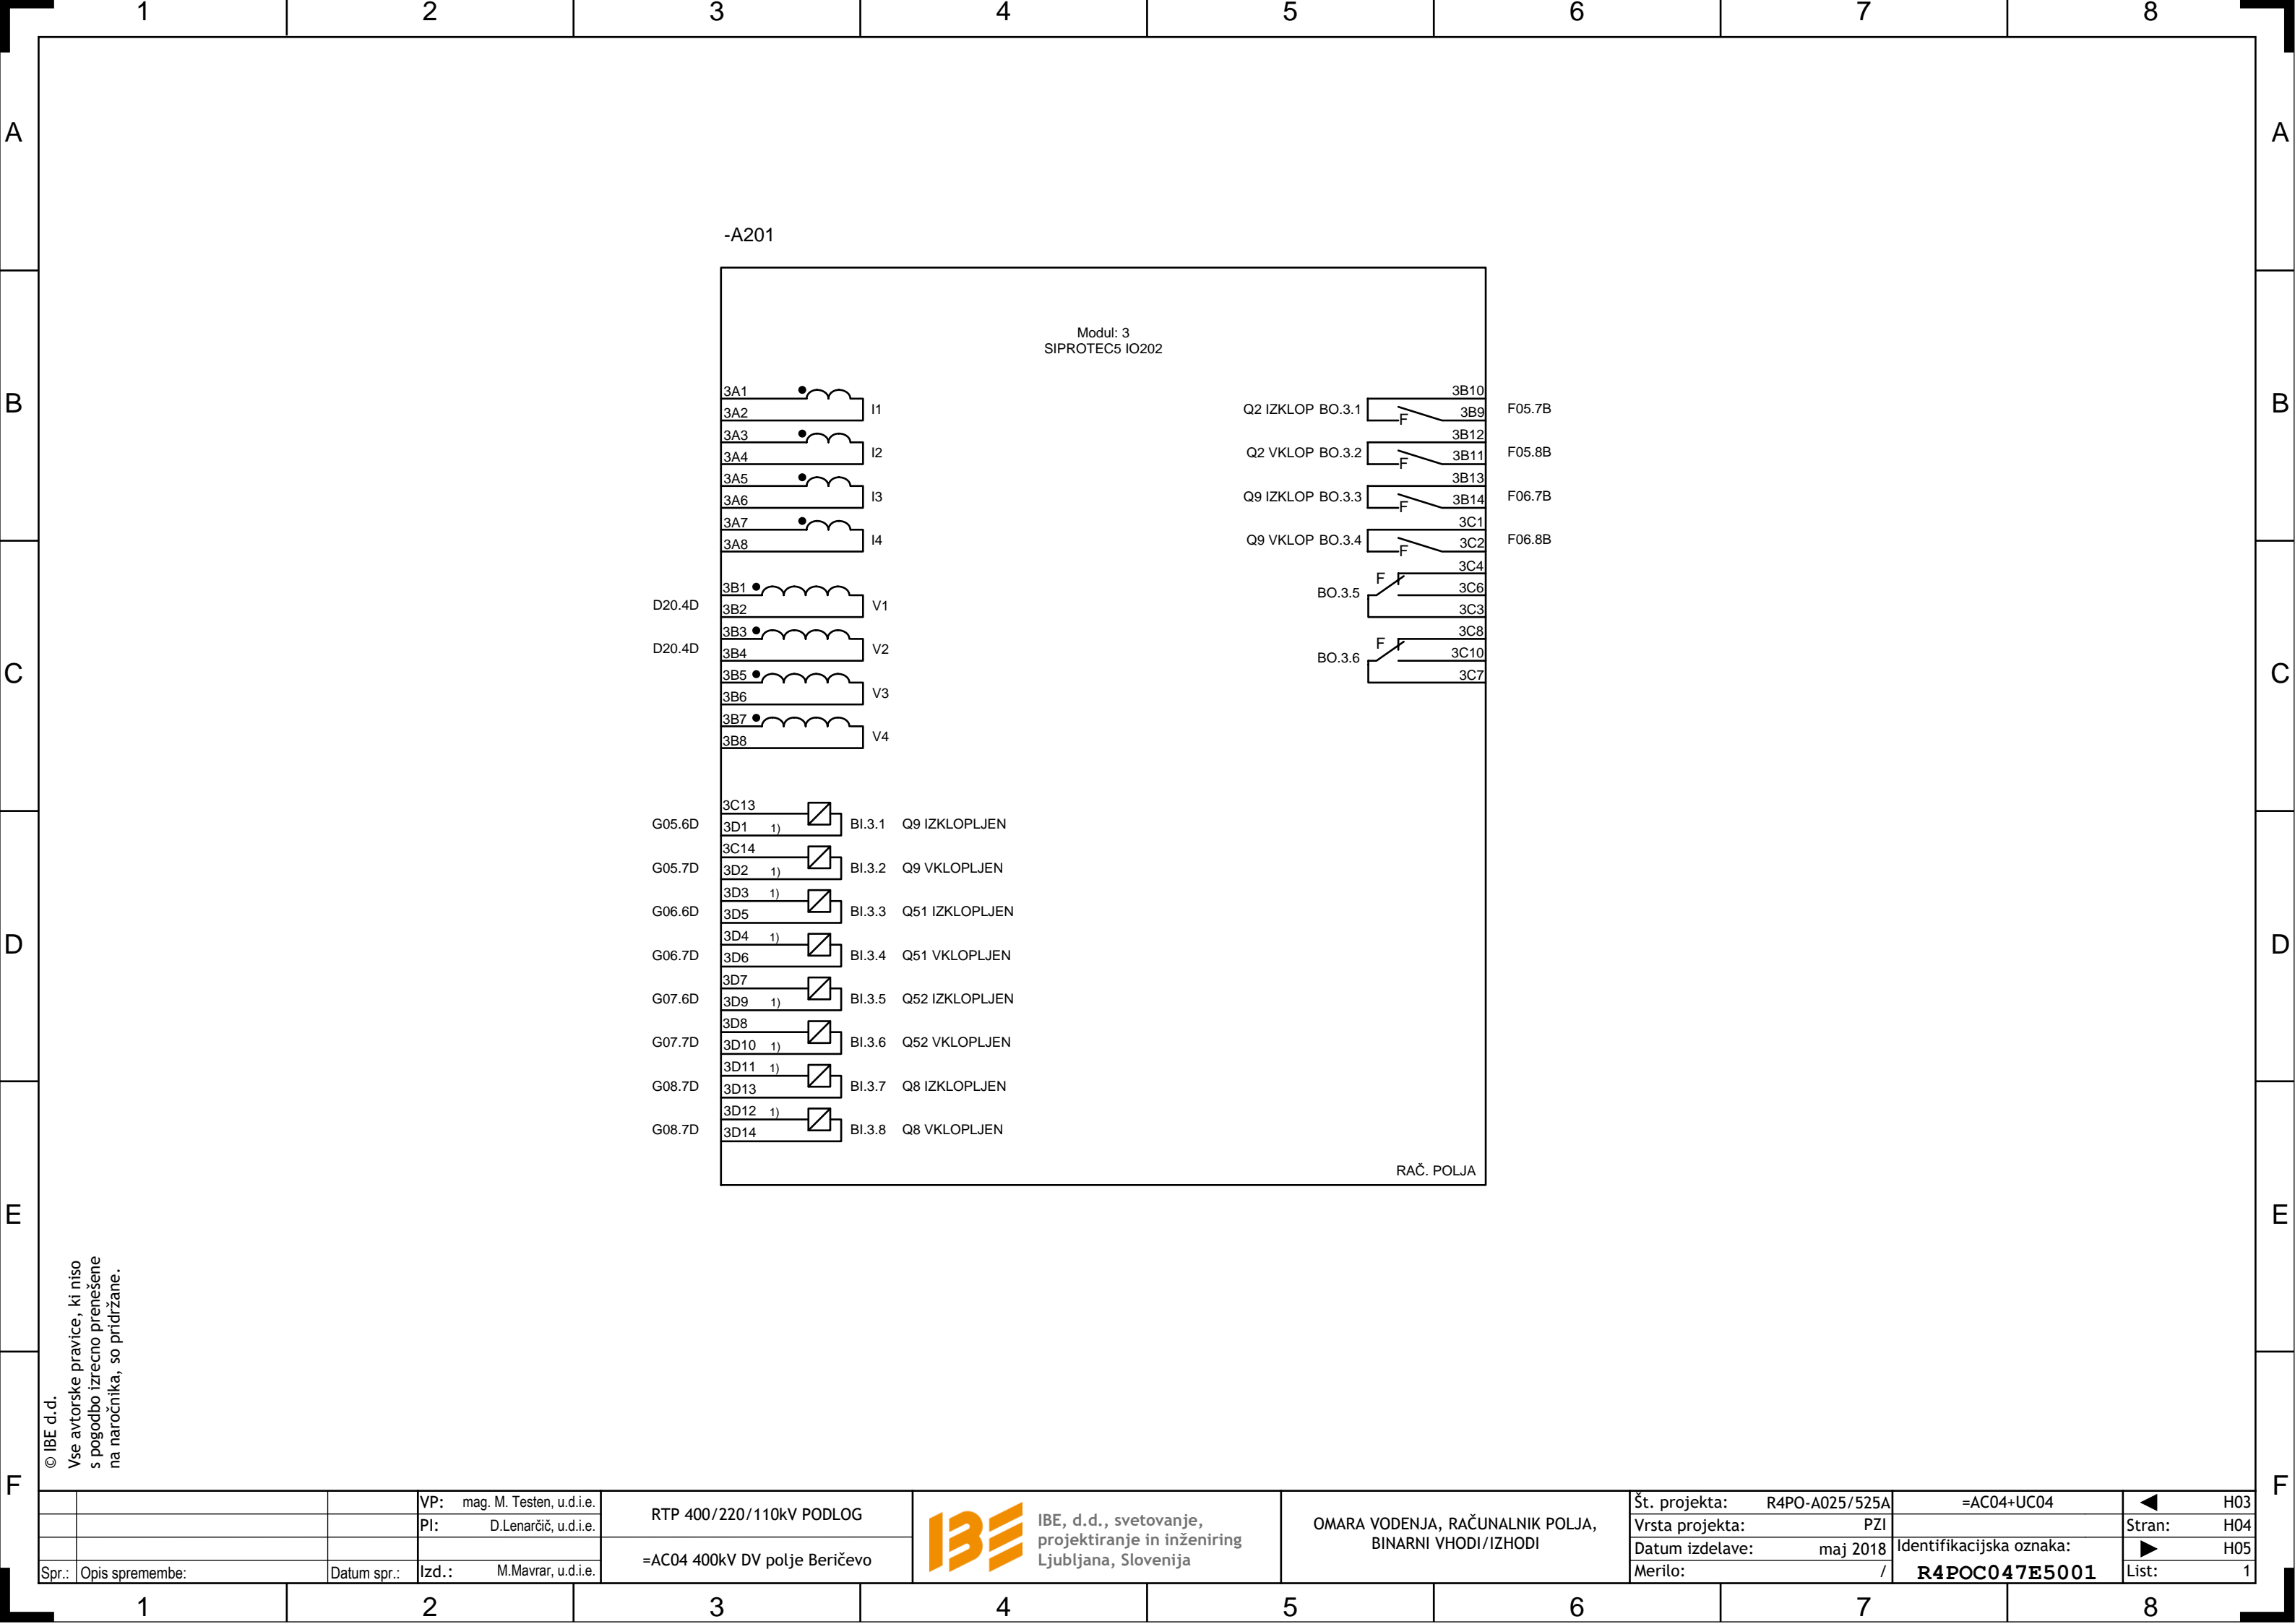 1 2 3 4 5 6 7 8
A A
B B
C C
D D
E E
F F
-A201
Modul: 3
SIPROTEC5 IO202
3A1
3A2 I1
3A3
3A4 I2
3A5
3A6 I3
3A7
3A8 I4
3B1
D20.4D 3B2 V1
3B3
D20.4D 3B4 V2
3B5
3B6 V3
3B7
3B8 V4
3C13
G05.6D 3D1 1) BI.3.1 Q9 IZKLOPLJEN
3C14
G05.7D 3D2 1) BI.3.2 Q9 VKLOPLJEN
3D3 1)
G06.6D 3D5 BI.3.3 Q51 IZKLOPLJEN
3D4 1)
G06.7D 3D6 BI.3.4 Q51 VKLOPLJEN
3D7
G07.6D 3D9 1) BI.3.5 Q52 IZKLOPLJEN
3D8
G07.7D 3D10 1) BI.3.6 Q52 VKLOPLJEN
3D11 1)
G08.7D 3D13 BI.3.7 Q8 IZKLOPLJEN
3D12 1)
G08.7D 3D14 BI.3.8 Q8 VKLOPLJEN
3B10
Q2 IZKLOP BO.3.1 F 3B9 F05.7B
3B12
Q2 VKLOP BO.3.2 F 3B11 F05.8B
3B13
Q9 IZKLOP BO.3.3 F 3B14 F06.7B
3C1
Q9 VKLOP BO.3.4 F 3C2 F06.8B
3C4
BO.3.5 F 3C6
3C3
3C8
BO.3.6 F 3C10
3C7
RAČ. POLJA
© IBE d.d.
Vse avtorske pravice, ki niso
s pogodbo izrecno prenešene
na naročnika, so pridržane.
Spr.: Opis spremembe: Datum spr.:
VP: mag. M. Testen, u.d.i.e.
PI: D.Lenarčič, u.d.i.e.
Izd.: M.Mavrar, u.d.i.e.
RTP 400/220/110kV PODLOG
=AC04 400kV DV polje Beričevo
IBE
IBE, d.d., svetovanje,
projektiranje in inženiring
Ljubljana, Slovenija
OMARA VODENJA, RAČUNALNIK POLJA,
BINARNI VHODI/IZHODI
Št. projekta: R4PO-A025/525A
Vrsta projekta: PZI
Datum izdelave: maj 2018
Merilo: /
=AC04+UC04
Identifikacijska oznaka:
R4POC047E5001
H03
Stran: H04
H05
List: 1
1 2 3 4 5 6 7 8